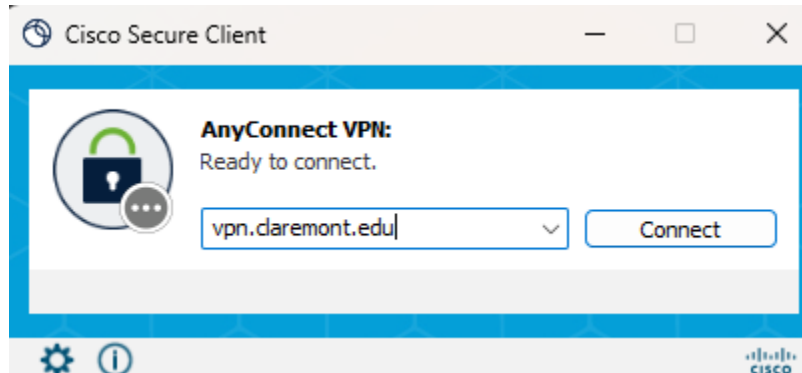 Cisco Secure Client
AnyConnect VPN:
Ready to connect.
vpn.claremont.edu
Connect
CISCO